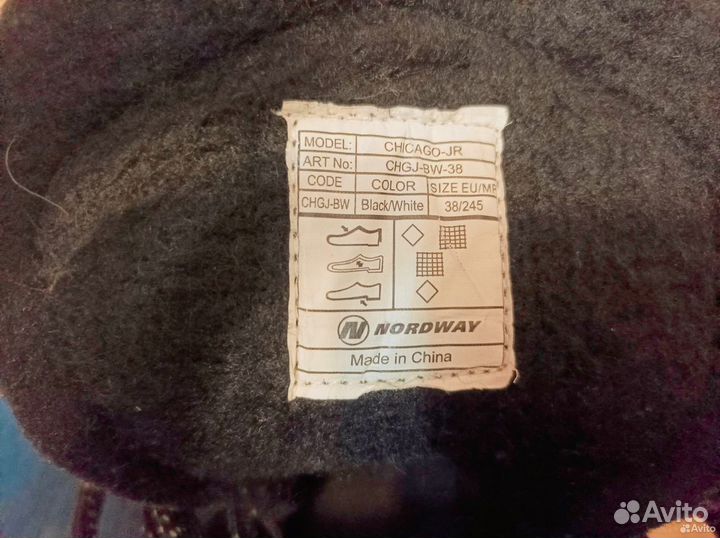 MODEL: CHICAGO-JR
ART No: CHGJ-BW-38
CODE COLOR SIZE EU/MP
CHGJ-BW Black/White 38/245
N NORDWAY
Made in China
Avito
Avito